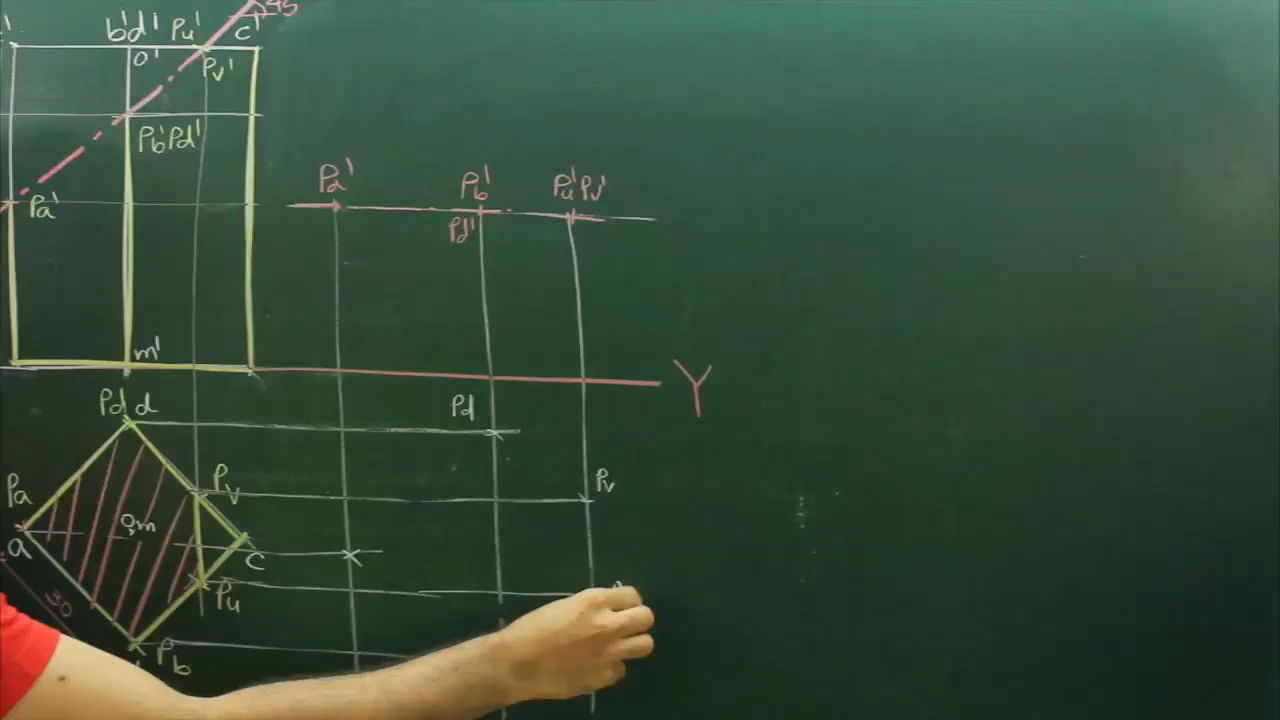 45
b'd' Pu' c'
o' Pv'
Pb'Pd'
Pa'
Pa' Pb' Pu'Pv'
Pd'
m'
Y
Pd d Pd
Pa Pv Pv
o,m
a c
30 Pu
Pb